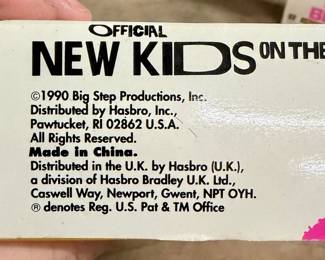 OFFICIAL
NEW KIDS ON THE
©1990 Big Step Productions, Inc.
Distributed by Hasbro, Inc.,
Pawtucket, RI 02862 U.S.A.
All Rights Reserved.
Made in China.
Distributed in the U.K. by Hasbro (U.K.),
a division of Hasbro Bradley U.K. Ltd.,
Caswell Way, Newport, Gwent, NPT OYH.
® denotes Reg. U.S. Pat & TM Office